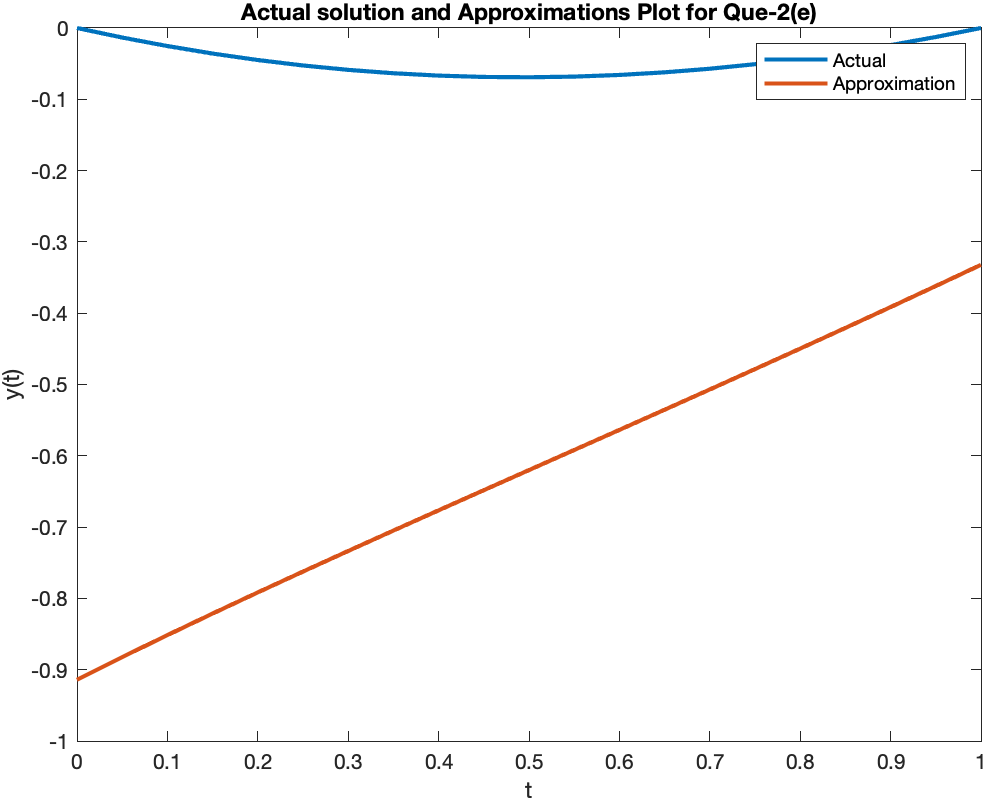 Actual solution and Approximations Plot for Que-2(e)
0
-0.1
-0.2
-0.3
-0.4
-0.5
-0.6
-0.7
-0.8
-0.9
-1
y(t)
Actual
Approximation
0 0.1 0.2 0.3 0.4 0.5 0.6 0.7 0.8 0.9 1
t